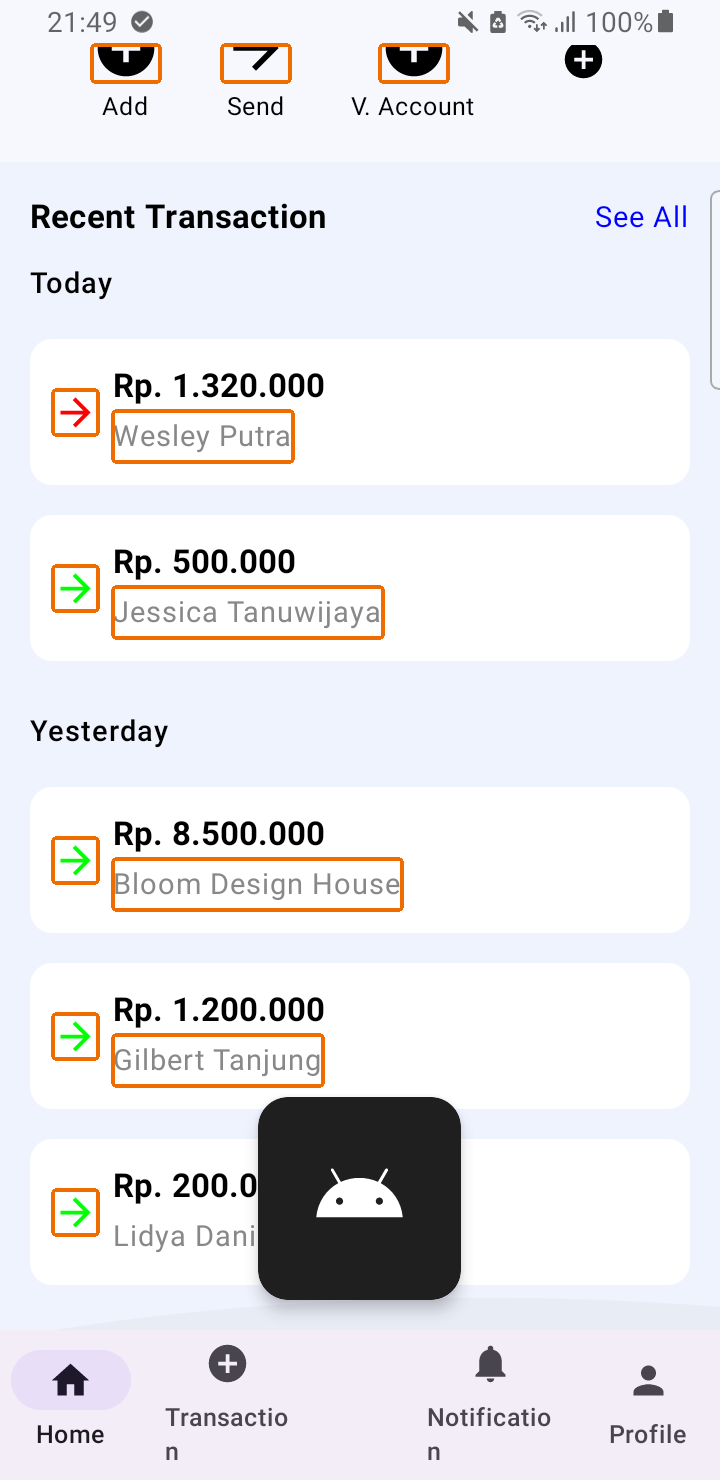 21:49
100%
Add
Send
V. Account
Recent Transaction
See All
Today
Rp. 1.320.000
Wesley Putra
Rp. 500.000
Jessica Tanuwijaya
Yesterday
Rp. 8.500.000
Bloom Design House
Rp. 1.200.000
Gilbert Tanjung
Rp. 200.0
Lidya Dani
Home
Transactio
n
Notificatio
n
Profile